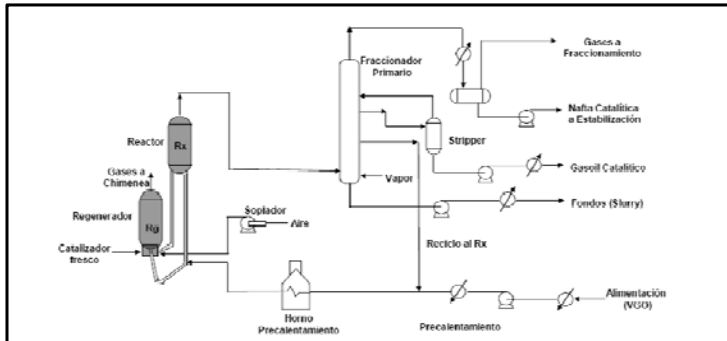 Gases a
Fraccionamiento
Fraccionador
Primario
Nafta Catalítica
a Estabilización
Reactor
Rx
Stripper
Gases a
Chimenea
Gasoil Catalítico
Vapor
Regenerador
Rg
Soplador
Aire
Fondos (Slurry)
Catalizador
fresco
Reciclo al Rx
Horno
Precalentamiento
Precalentamiento
Alimentación
(VGO)